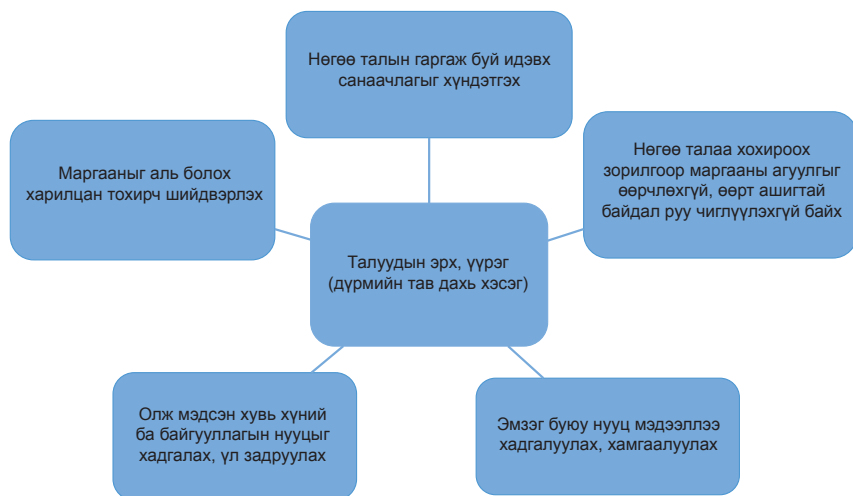 Нөгөө талын гаргаж буй идэвх
санаачлагыг хүндэтгэх
Маргааныг аль болох
харилцан тохирч шийдвэрлэх
Нөгөө талаа хохироох
зорилгоор маргааны агуулгыг
өөрчлөхгүй, өөрт ашигтай
байдал руу чиглүүлэхгүй байх
Талуудын эрх, үүрэг
(дүрмийн тав дахь хэсэг)
Олж мэдсэн хувь хүний
ба байгууллагын нууцыг
хадгалах, үл задруулах
Эмзэг буюу нууц мэдээллээ
хадгалуулах, хамгаалуулах